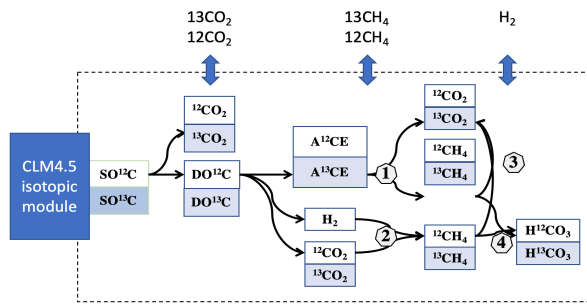 13CO₂
12CO₂
13CH₄
12CH₄
H₂
CLM4.5
isotopic
module
SO¹²C
SO¹³C
¹²CO₂
¹³CO₂
DO¹²C
DO¹³C
A¹²CE
A¹³CE
H₂
¹²CO₂
¹³CO₂
1
2
¹²CO₂
¹³CO₂
¹²CH₄
¹³CH₄
¹²CH₄
¹³CH₄
3
4
H¹²CO₃
H¹³CO₃